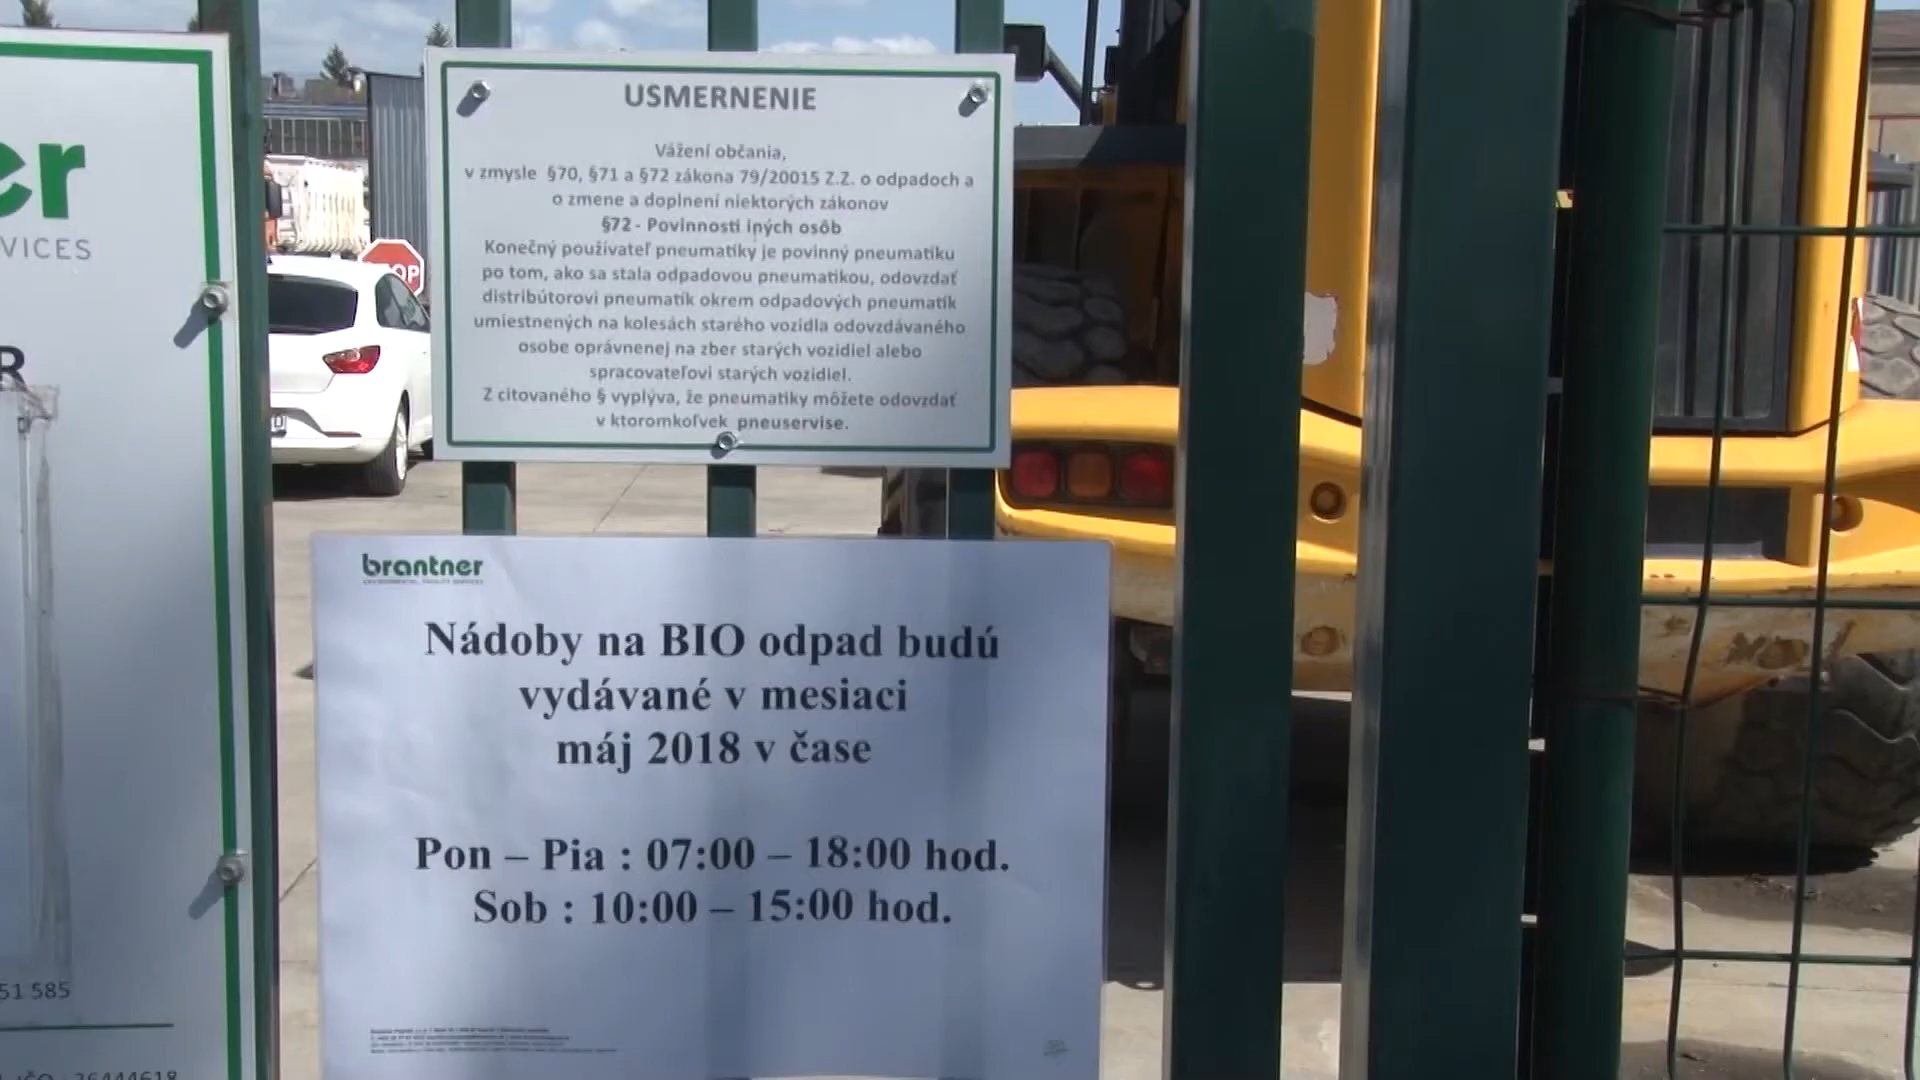 er
VICES
R
51 585
IČO : 36444618
USMERNENIE
Vážení občania,
v zmysle §70, §71 a §72 zákona 79/20015 Z.Z. o odpadoch a
o zmene a doplnení niektorých zákonov
§72 - Povinnosti iných osôb
Konečný používateľ pneumatiky je povinný pneumatiku
po tom, ako sa stala odpadovou pneumatikou, odovzdať
distribútorovi pneumatík okrem odpadových pneumatík
umiestnených na kolesách starého vozidla odovzdávaného
osobe oprávnenej na zber starých vozidiel alebo
spracovateľovi starých vozidiel.
Z citovaného § vyplýva, že pneumatiky môžete odovzdať
v ktoromkoľvek pneuservise.
brantner
Nádoby na BIO odpad budú
vydávané v mesiaci
máj 2018 v čase
Pon – Pia : 07:00 – 18:00 hod.
Sob : 10:00 – 15:00 hod.